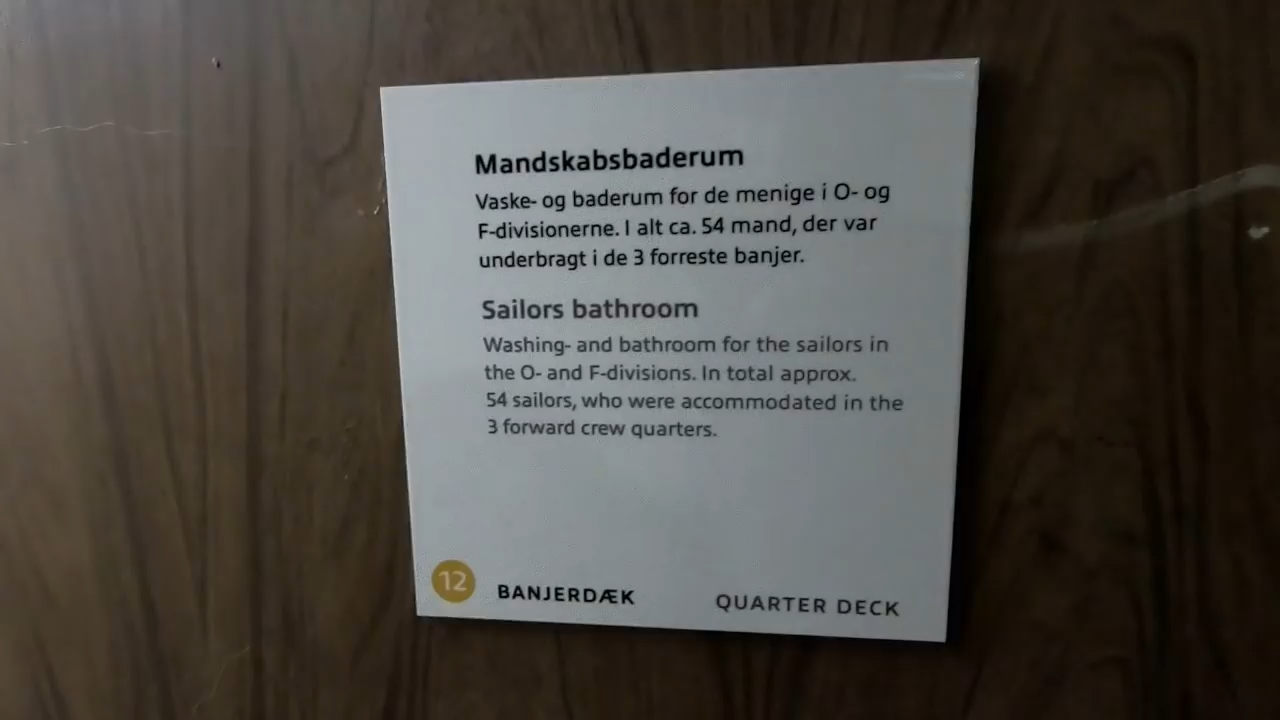 Mandskabsbaderum
Vaske- og baderum for de menige i O- og
F-divisionerne. I alt ca. 54 mand, der var
underbragt i de 3 forreste banjer.
Sailors bathroom
Washing- and bathroom for the sailors in
the O- and F-divisions. In total approx.
54 sailors, who were accommodated in the
3 forward crew quarters.
12 BANJERDÆK QUARTER DECK